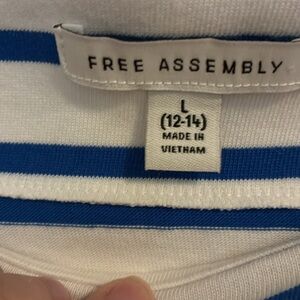 FREE ASSEMBLY
L
(12-14)
MADE IN
VIETNAM